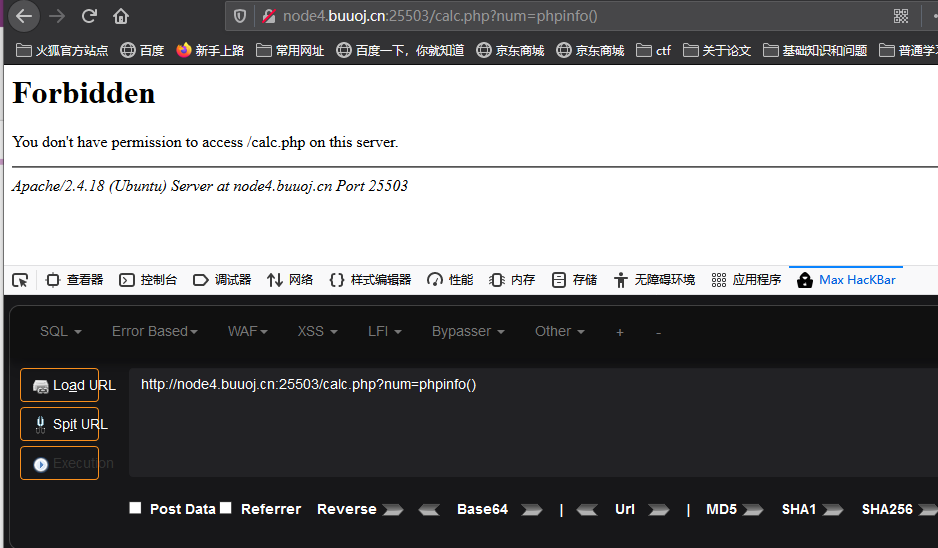 node4.buuoj.cn:25503/calc.php?num=phpinfo()
火狐官方站点 百度 新手上路 常用网址 百度一下，你就知道 京东商城 京东商城 ctf 关于论文 基础知识和问题 普通学习
Forbidden
You don't have permission to access /calc.php on this server.
Apache/2.4.18 (Ubuntu) Server at node4.buuoj.cn Port 25503
查看器 控制台 调试器 网络 样式编辑器 性能 内存 存储 无障碍环境 应用程序 Max HacKBar
SQL Error Based WAF XSS LFI Bypasser Other + -
Load URL
http://node4.buuoj.cn:25503/calc.php?num=phpinfo()
Spit URL
Execution
Post Data Referrer Reverse Base64 | Url | MD5 SHA1 SHA256